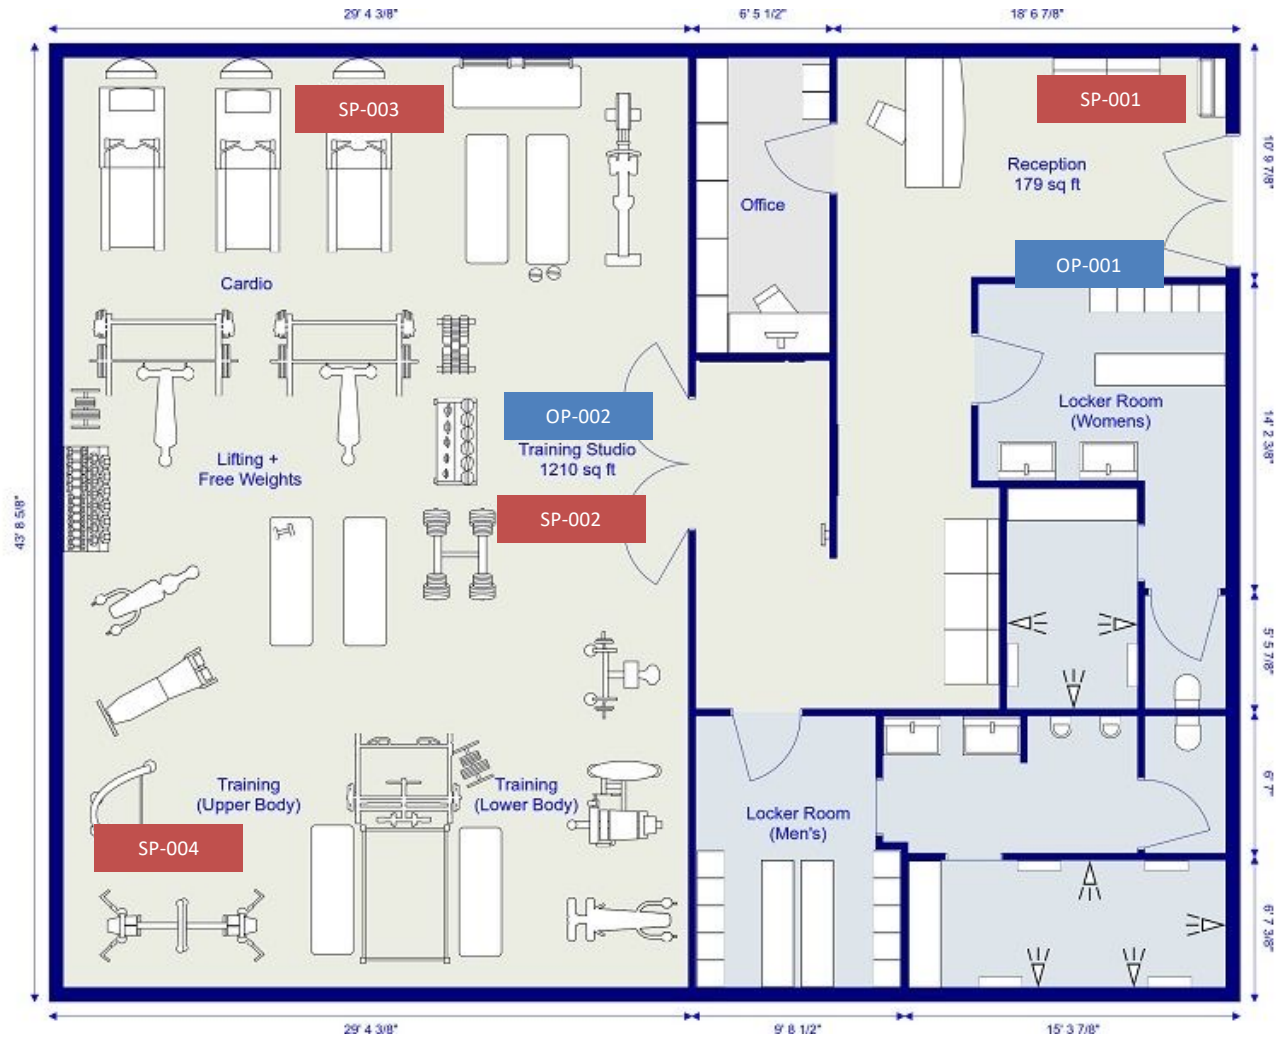 29' 4 3/8"
6' 5 1/2"
18' 6 7/8"
SP-003
SP-001
10' 9 7/8"
Reception
179 sq ft
Office
OP-001
Cardio
OP-002
Locker Room
(Womens)
14' 2 3/8"
Training Studio
1210 sq ft
Lifting +
Free Weights
SP-002
43' 8 5/8"
5' 5 7/8"
Training
(Upper Body)
Training
(Lower Body)
6' 7"
Locker Room
(Men's)
SP-004
6' 7 3/8"
29' 4 3/8"
9' 8 1/2"
15' 3 7/8"